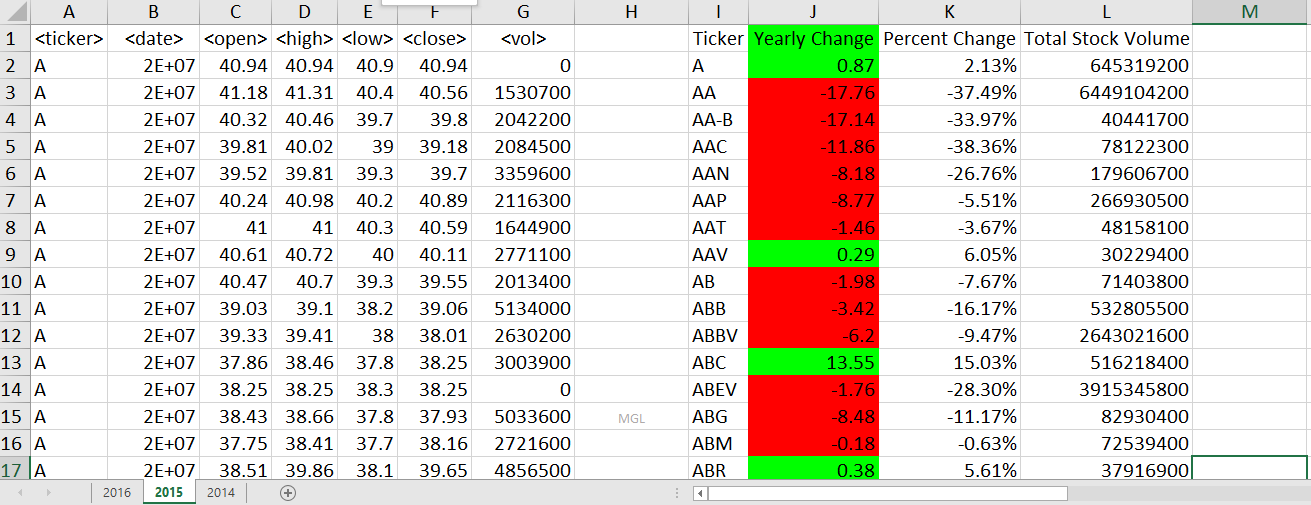 A B C D E F G H I J K L M
1 <ticker> <date> <open> <high> <low> <close> <vol> Ticker Yearly Change Percent Change Total Stock Volume
2 A 2E+07 40.94 40.94 40.9 40.94 0 A 0.87 2.13% 645319200
3 A 2E+07 41.18 41.31 40.4 40.56 1530700 AA -17.76 -37.49% 6449104200
4 A 2E+07 40.32 40.46 39.7 39.8 2042200 AA-B -17.14 -33.97% 40441700
5 A 2E+07 39.81 40.02 39 39.18 2084500 AAC -11.86 -38.36% 78122300
6 A 2E+07 39.52 39.81 39.3 39.7 3359600 AAN -8.18 -26.76% 179606700
7 A 2E+07 40.24 40.98 40.2 40.89 2116300 AAP -8.77 -5.51% 266930500
8 A 2E+07 41 41 40.3 40.59 1644900 AAT -1.46 -3.67% 48158100
9 A 2E+07 40.61 40.72 40 40.11 2771100 AAV 0.29 6.05% 30229400
10 A 2E+07 40.47 40.7 39.3 39.55 2013400 AB -1.98 -7.67% 71403800
11 A 2E+07 39.03 39.1 38.2 39.06 5134000 ABB -3.42 -16.17% 532805500
12 A 2E+07 39.33 39.41 38 38.01 2630200 ABBV -6.2 -9.47% 2643021600
13 A 2E+07 37.86 38.46 37.8 38.25 3003900 ABC 13.55 15.03% 516218400
14 A 2E+07 38.25 38.25 38.3 38.25 0 ABEV -1.76 -28.30% 3915345800
15 A 2E+07 38.43 38.66 37.8 37.93 5033600 MGL ABG -8.48 -11.17% 82930400
16 A 2E+07 37.75 38.41 37.7 38.16 2721600 ABM -0.18 -0.63% 72539400
17 A 2E+07 38.51 39.86 38.1 39.65 4856500 ABR 0.38 5.61% 37916900
2016 2015 2014